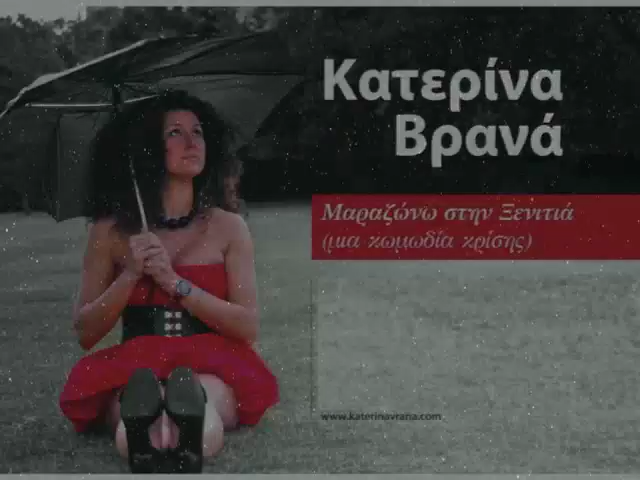 Κατερίνα
Βρανά
Μαραζώνω στην Ξενιτιά
(μια κωμωδία κρίσης)
www.katerinavrana.com